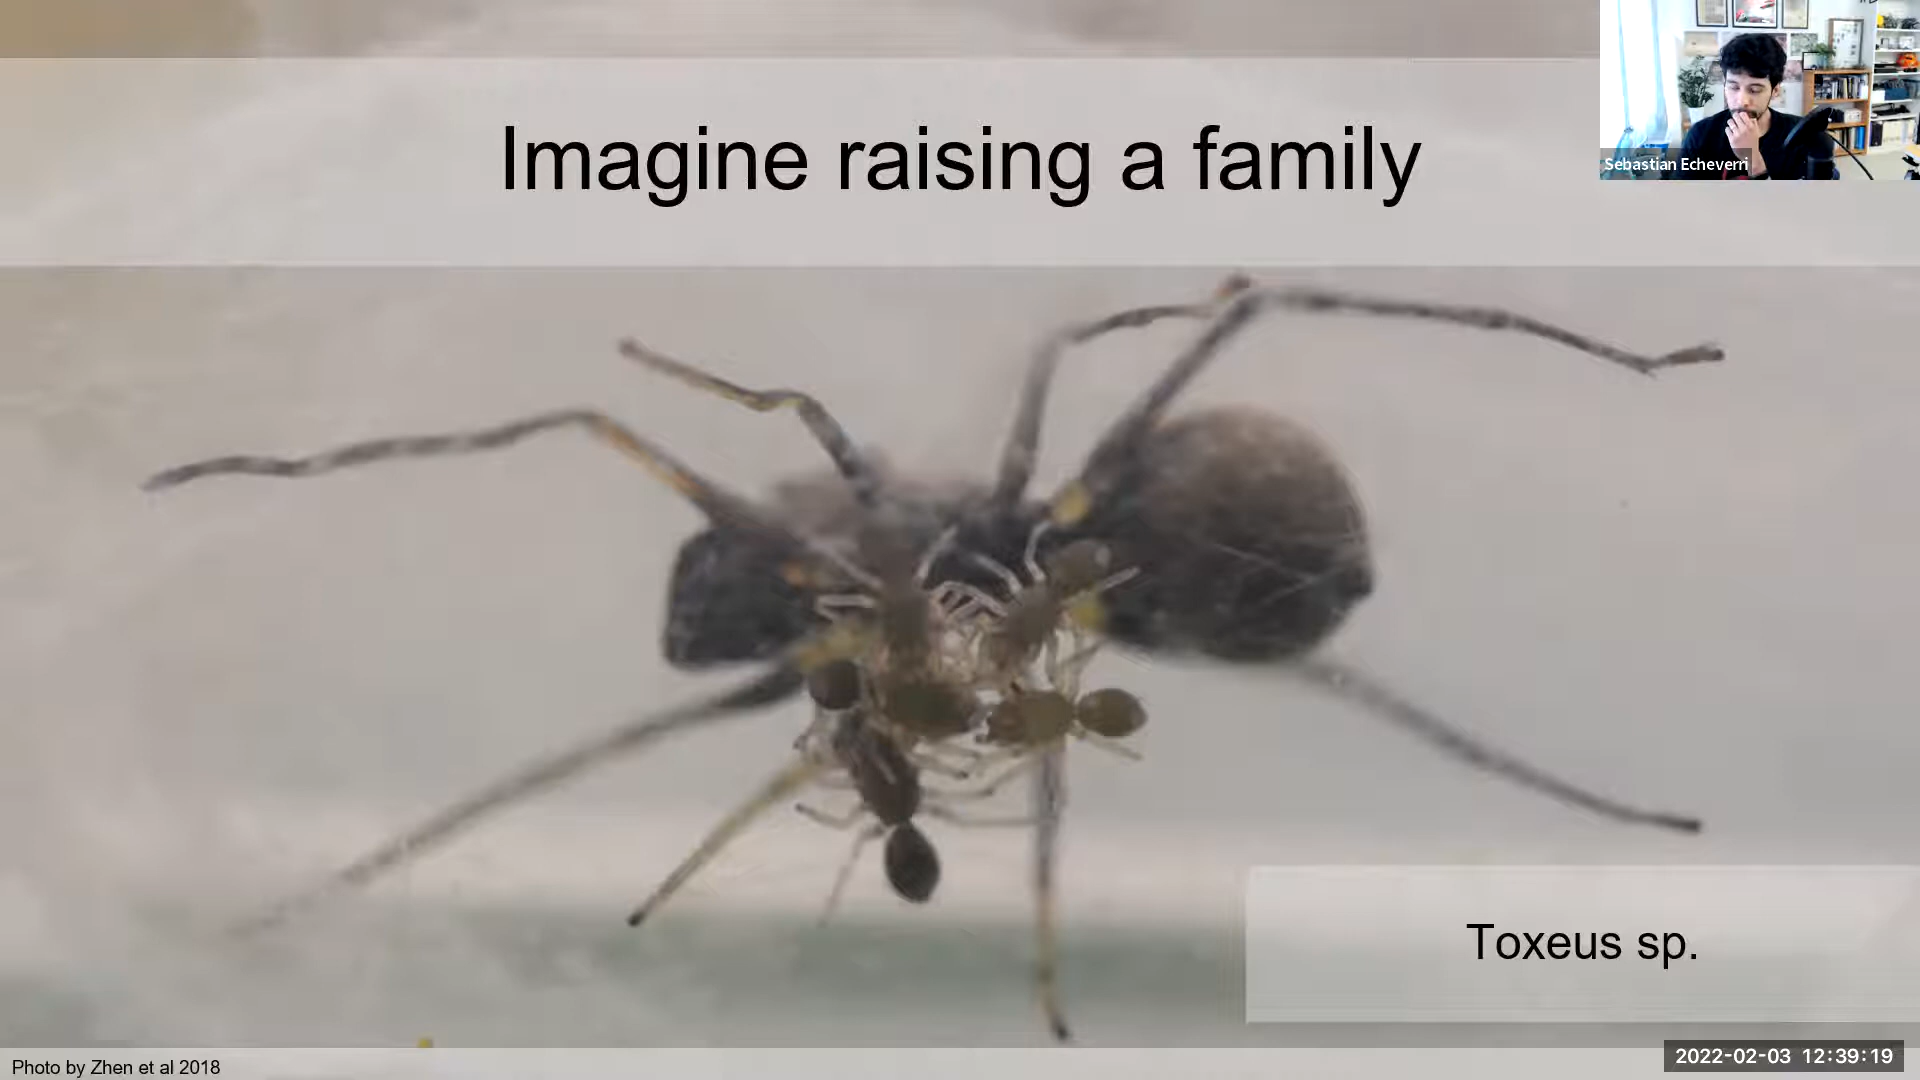 Imagine raising a family
Sebastian Echeverri
Toxeus sp.
Photo by Zhen et al 2018
2022-02-03 12:39:19